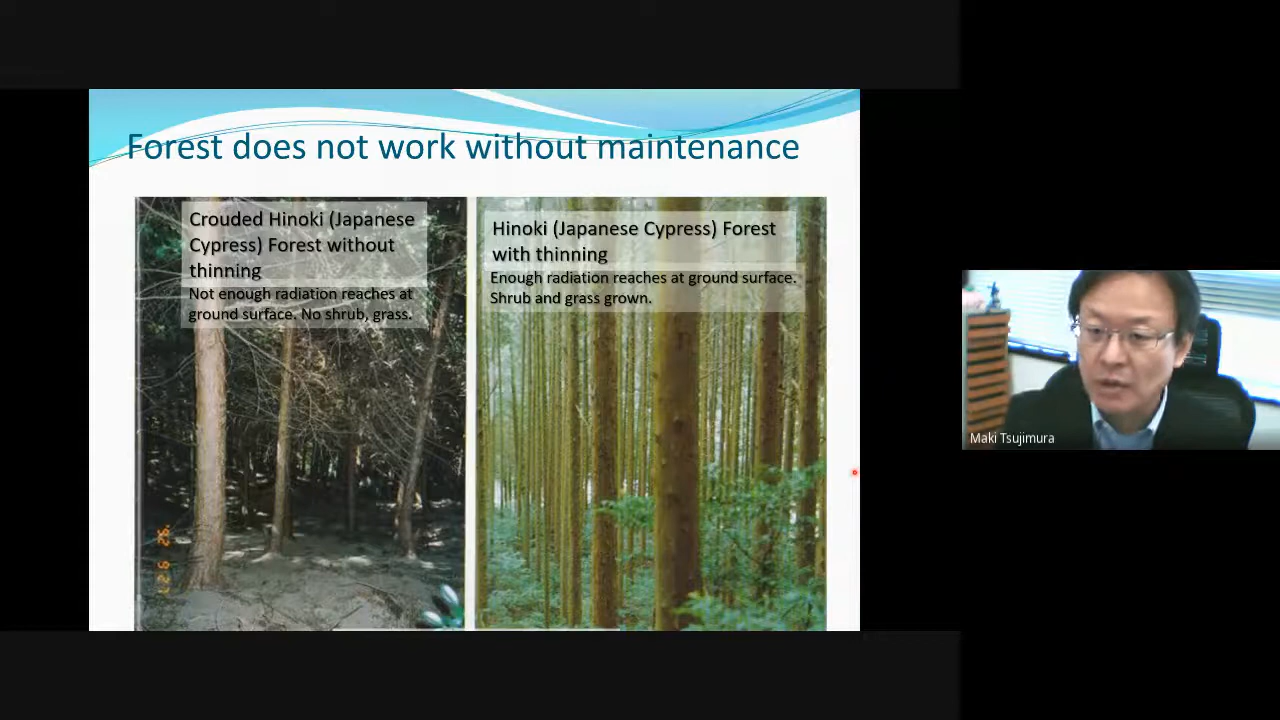 Forest does not work without maintenance
Crouded Hinoki (Japanese
Cypress) Forest without
thinning
Not enough radiation reaches at
ground surface. No shrub, grass.
Hinoki (Japanese Cypress) Forest
with thinning
Enough radiation reaches at ground surface.
Shrub and grass grown.
Maki Tsujimura